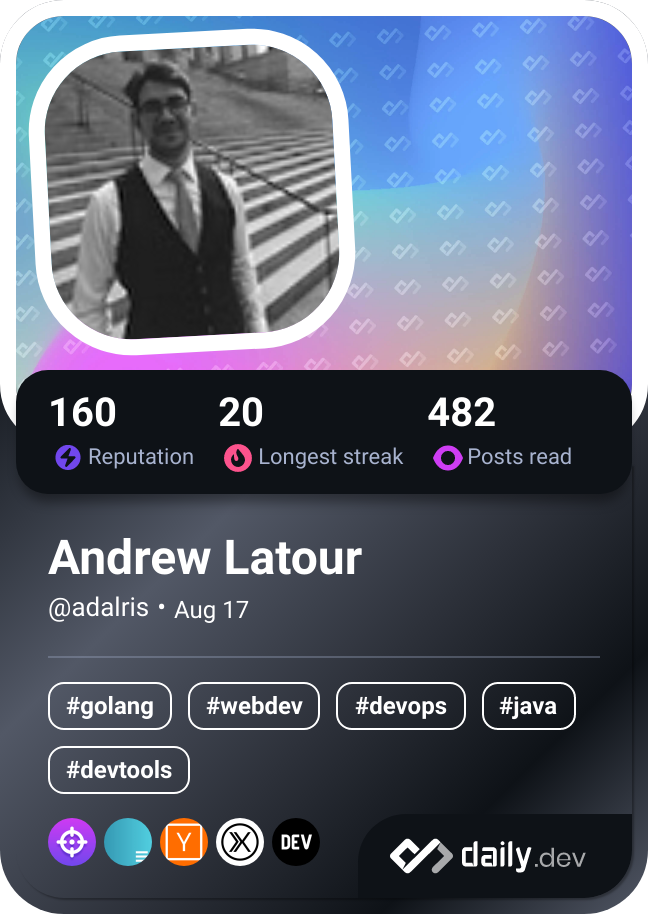 160 20 482
Reputation Longest streak Posts read
Andrew Latour
@adalris • Aug 17
#golang #webdev #devops #java
#devtools
Y DEV
daily.dev